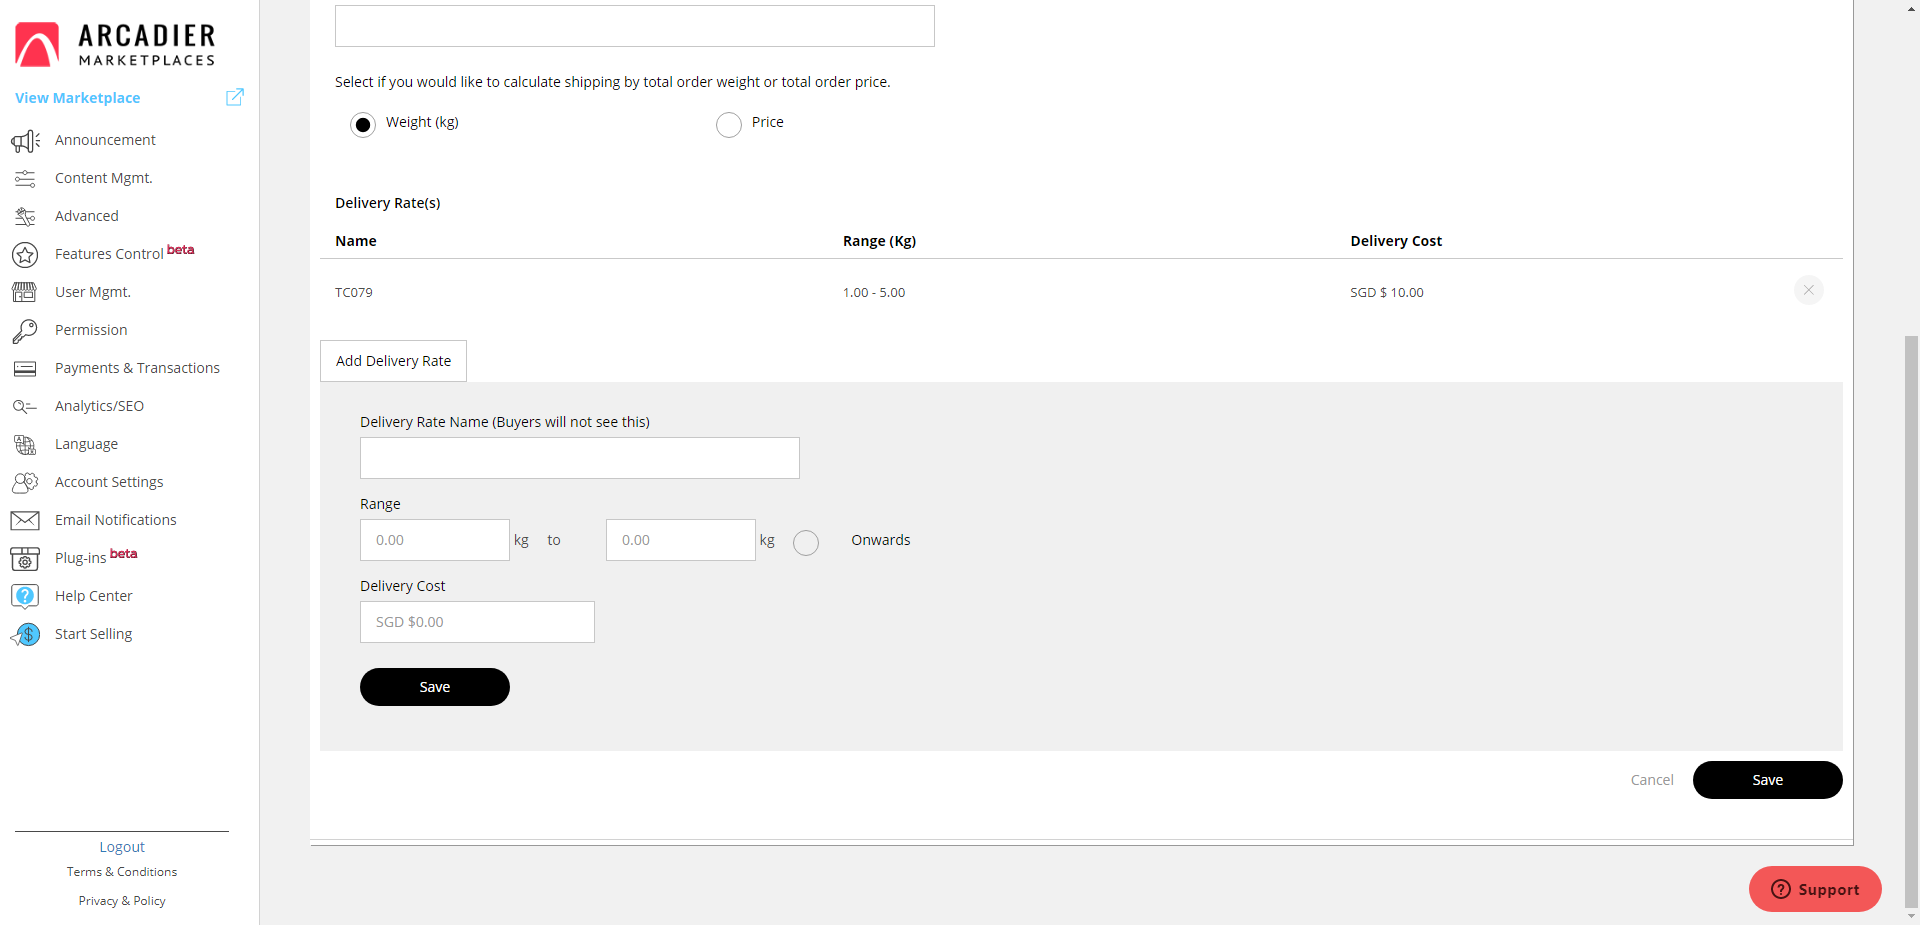 ARCADIER
MARKETPLACES
View Marketplace
Announcement
Content Mgmt.
Advanced
Features Control beta
User Mgmt.
Permission
Payments & Transactions
Analytics/SEO
Language
Account Settings
Email Notifications
Plug-ins beta
Help Center
Start Selling
Logout
Terms & Conditions
Privacy & Policy
Select if you would like to calculate shipping by total order weight or total order price.
Weight (kg) Price
Delivery Rate(s)
Name Range (Kg) Delivery Cost
TC079 1.00 - 5.00 SGD $ 10.00
Add Delivery Rate
Delivery Rate Name (Buyers will not see this)
Range
0.00 kg to 0.00 kg Onwards
Delivery Cost
SGD $0.00
Save
Cancel Save
Support